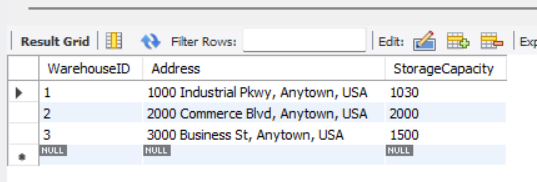 Result Grid Filter Rows: Edit: Exp
WarehouseID Address StorageCapacity
1 1000 Industrial Pkwy, Anytown, USA 1030
2 2000 Commerce Blvd, Anytown, USA 2000
3 3000 Business St, Anytown, USA 1500
NULL NULL NULL